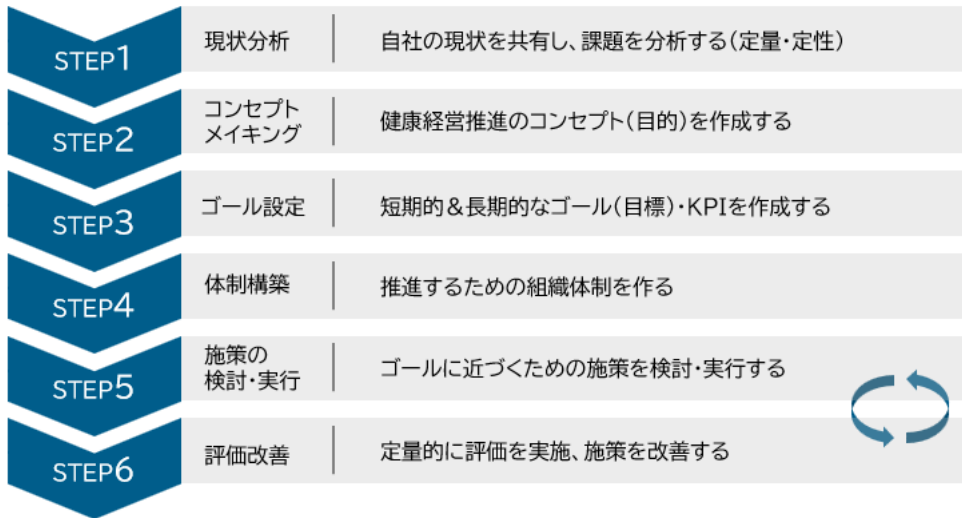 STEP1
現状分析
自社の現状を共有し、課題を分析する(定量・定性)
STEP2
コンセプト
メイキング
健康経営推進のコンセプト(目的)を作成する
STEP3
ゴール設定
短期的&長期的なゴール(目標)・KPIを作成する
STEP4
体制構築
推進するための組織体制を作る
STEP5
施策の
検討・実行
ゴールに近づくための施策を検討・実行する
STEP6
評価改善
定量的に評価を実施、施策を改善する